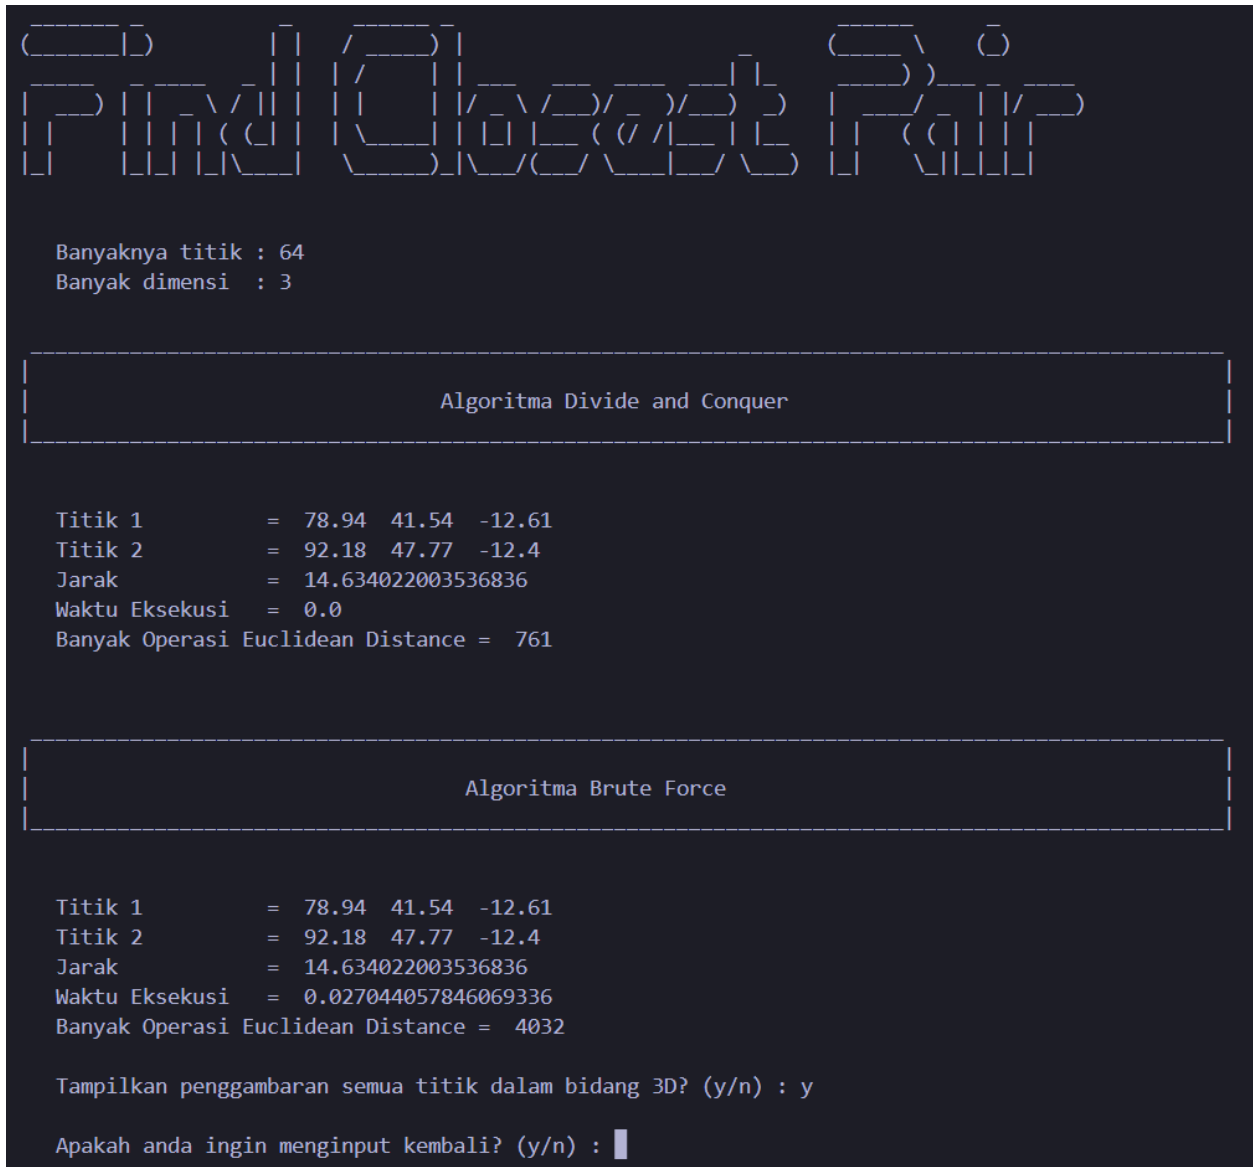 Find Closest Pair
Banyaknya titik : 64
Banyak dimensi : 3
Algoritma Divide and Conquer
Titik 1 = 78.94 41.54 -12.61
Titik 2 = 92.18 47.77 -12.4
Jarak = 14.634022003536836
Waktu Eksekusi = 0.0
Banyak Operasi Euclidean Distance = 761
Algoritma Brute Force
Titik 1 = 78.94 41.54 -12.61
Titik 2 = 92.18 47.77 -12.4
Jarak = 14.634022003536836
Waktu Eksekusi = 0.027044057846069336
Banyak Operasi Euclidean Distance = 4032
Tampilkan penggambaran semua titik dalam bidang 3D? (y/n) : y
Apakah anda ingin menginput kembali? (y/n) :